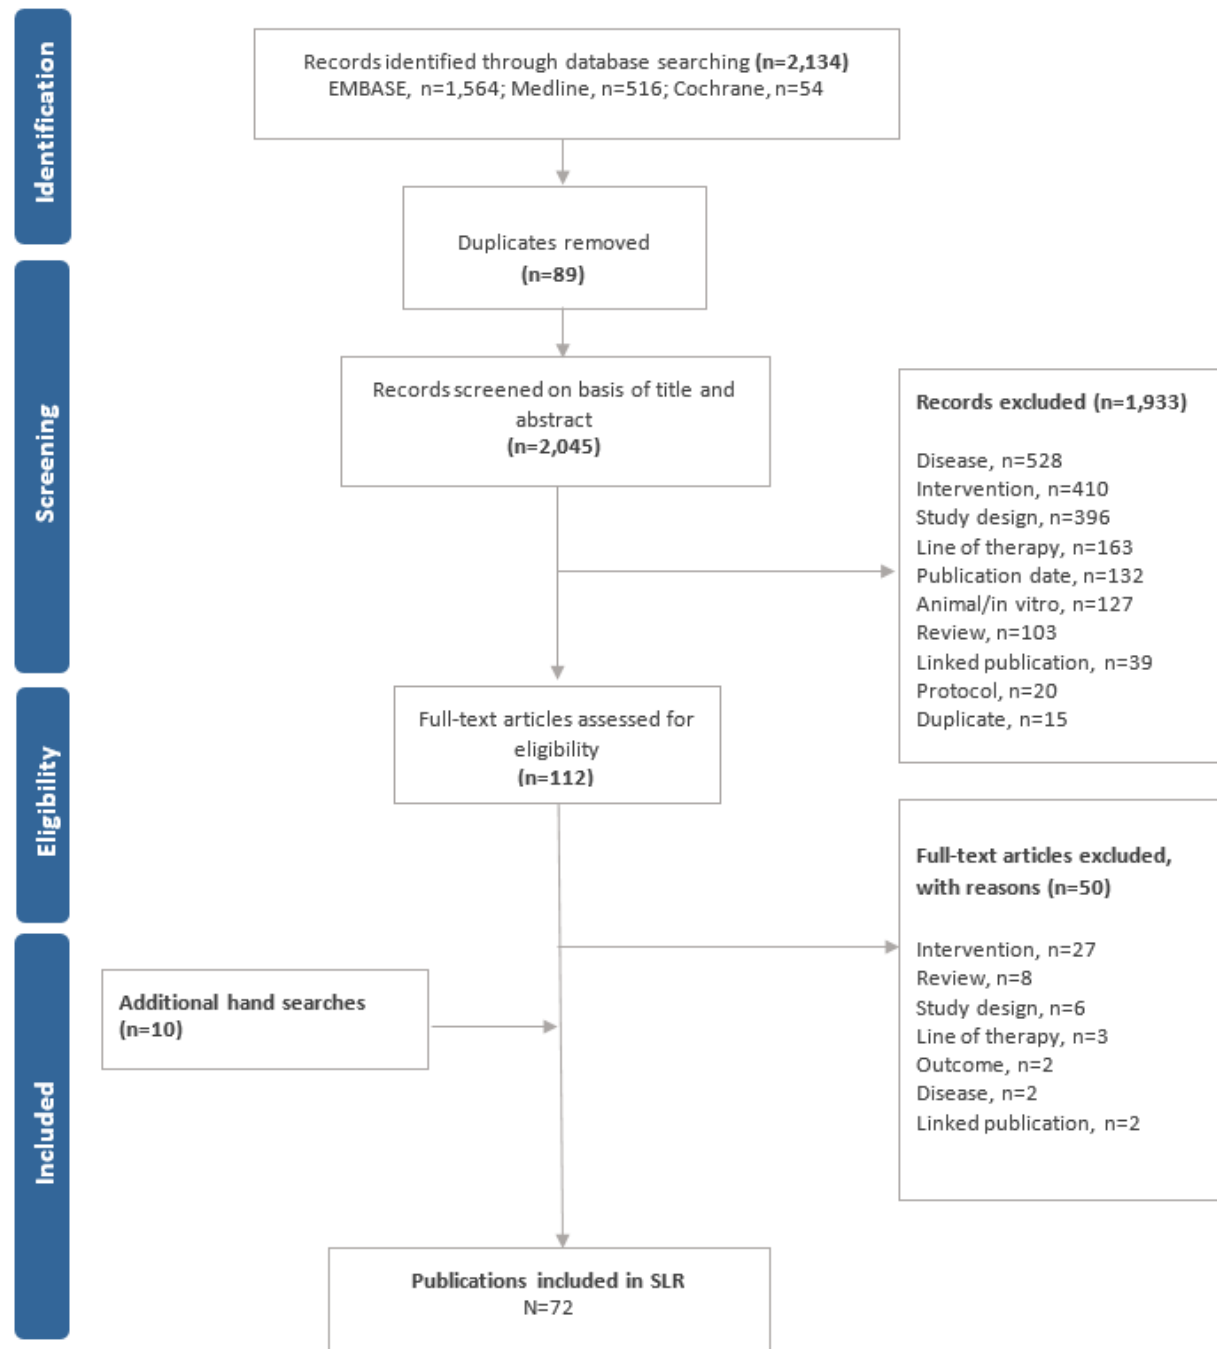 Identification
Records identified through database searching (n=2,134)
EMBASE, n=1,564; Medline, n=516; Cochrane, n=54
Duplicates removed
(n=89)
Screening
Records screened on basis of title and
abstract
(n=2,045)
Records excluded (n=1,933)
Disease, n=528
Intervention, n=410
Study design, n=396
Line of therapy, n=163
Publication date, n=132
Animal/in vitro, n=127
Review, n=103
Linked publication, n=39
Protocol, n=20
Duplicate, n=15
Eligibility
Full-text articles assessed for
eligibility
(n=112)
Full-text articles excluded,
with reasons (n=50)
Intervention, n=27
Review, n=8
Study design, n=6
Line of therapy, n=3
Outcome, n=2
Disease, n=2
Linked publication, n=2
Included
Additional hand searches
(n=10)
Publications included in SLR
N=72